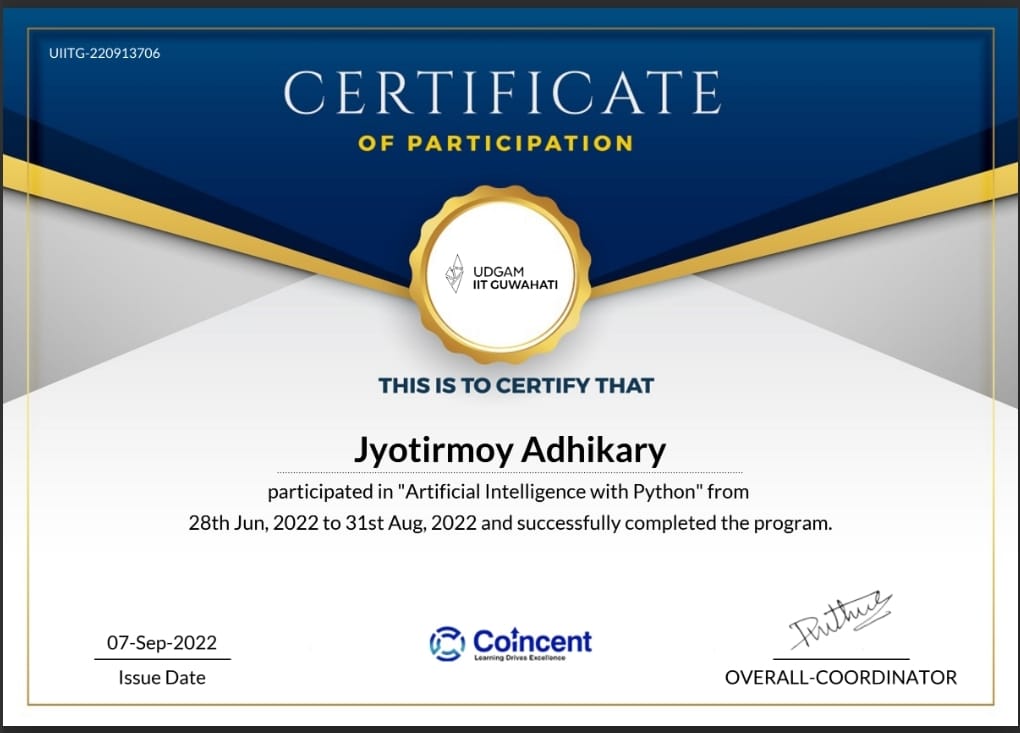 UIITG-220913706
CERTIFICATE
OF PARTICIPATION
UDGAM
IIT GUWAHATI
THIS IS TO CERTIFY THAT
Jyotirmoy Adhikary
participated in "Artificial Intelligence with Python" from
28th Jun, 2022 to 31st Aug, 2022 and successfully completed the program.
07-Sep-2022
Issue Date
Coincent
Learning Drives Excellence
OVERALL-COORDINATOR